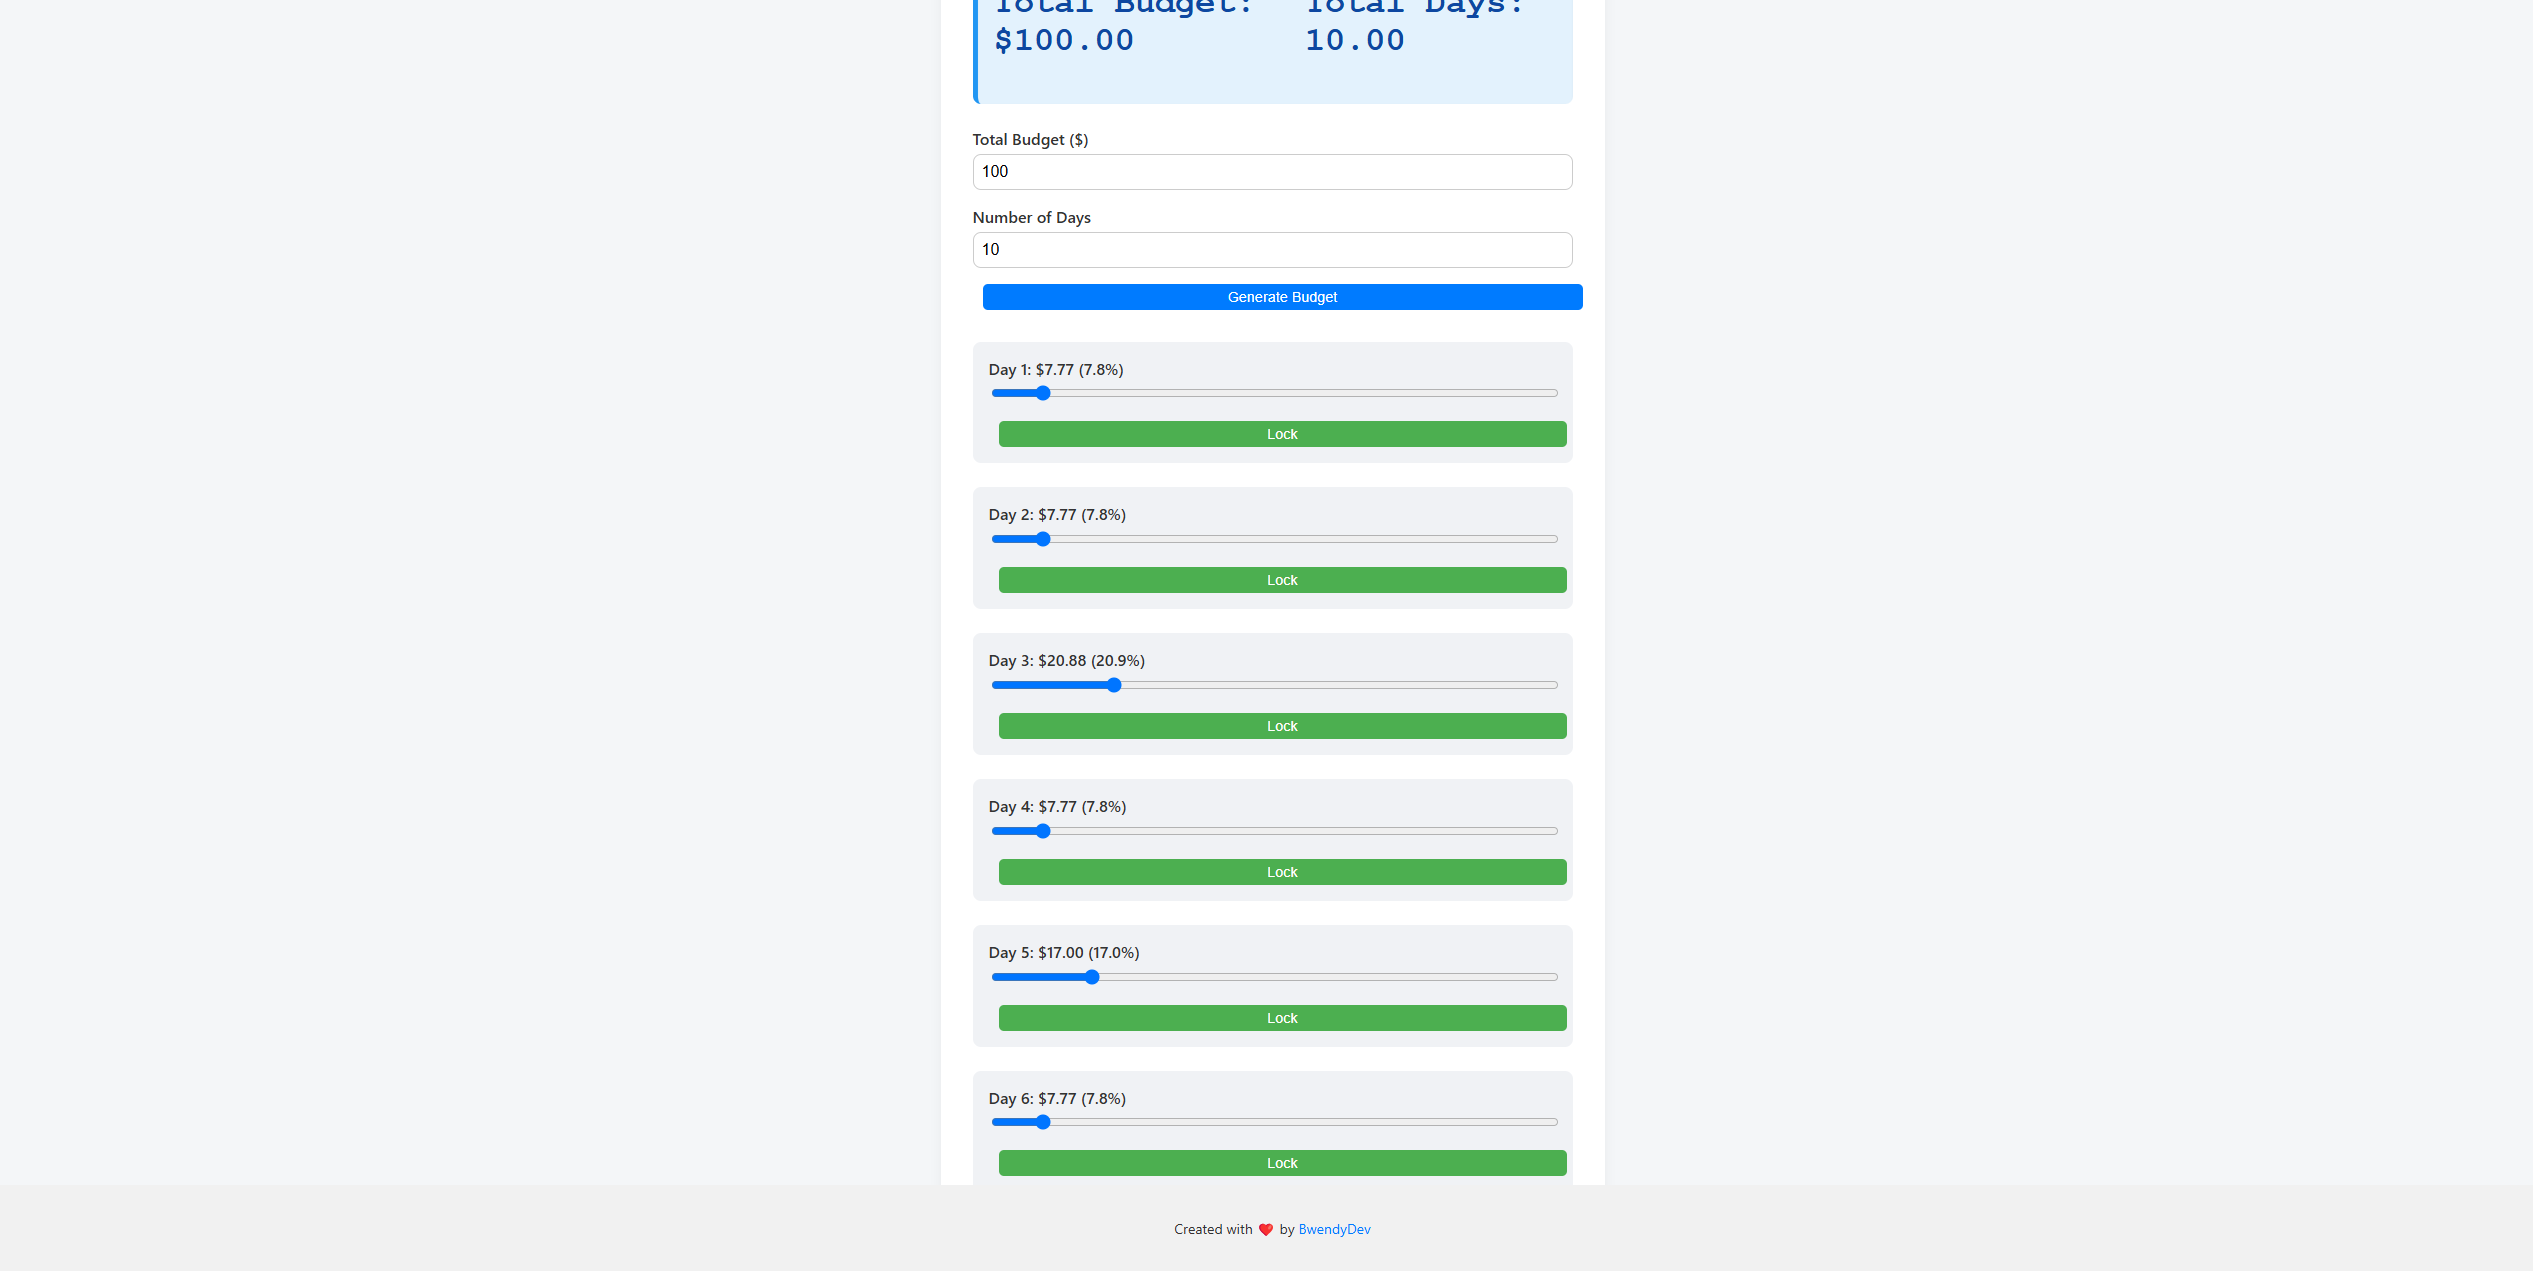 Total Budget: Total Days:
$100.00 10.00
Total Budget ($)
100
Number of Days
10
Generate Budget
Day 1: $7.77 (7.8%)
Lock
Day 2: $7.77 (7.8%)
Lock
Day 3: $20.88 (20.9%)
Lock
Day 4: $7.77 (7.8%)
Lock
Day 5: $17.00 (17.0%)
Lock
Day 6: $7.77 (7.8%)
Lock
Created with ❤️ by BwendyDev